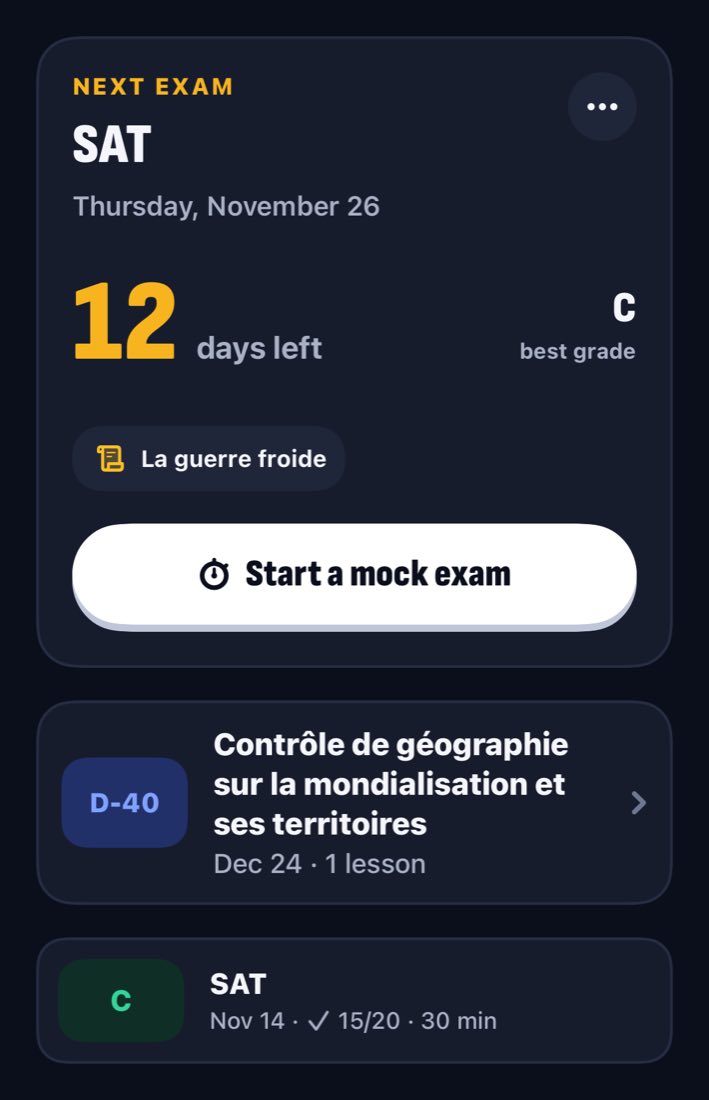 NEXT EXAM
SAT
Thursday, November 26
12 days left
C
best grade
La guerre froide
Start a mock exam
D-40
Contrôle de géographie
sur la mondialisation et
ses territoires
Dec 24 · 1 lesson
C
SAT
Nov 14 · ✓ 15/20 · 30 min